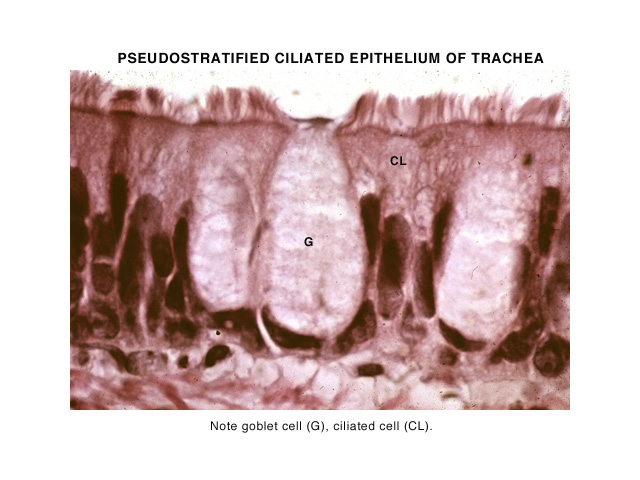 PSEUDOSTRATIFIED CILIATED EPITHELIUM OF TRACHEA
CL
G
Note goblet cell (G), ciliated cell (CL).